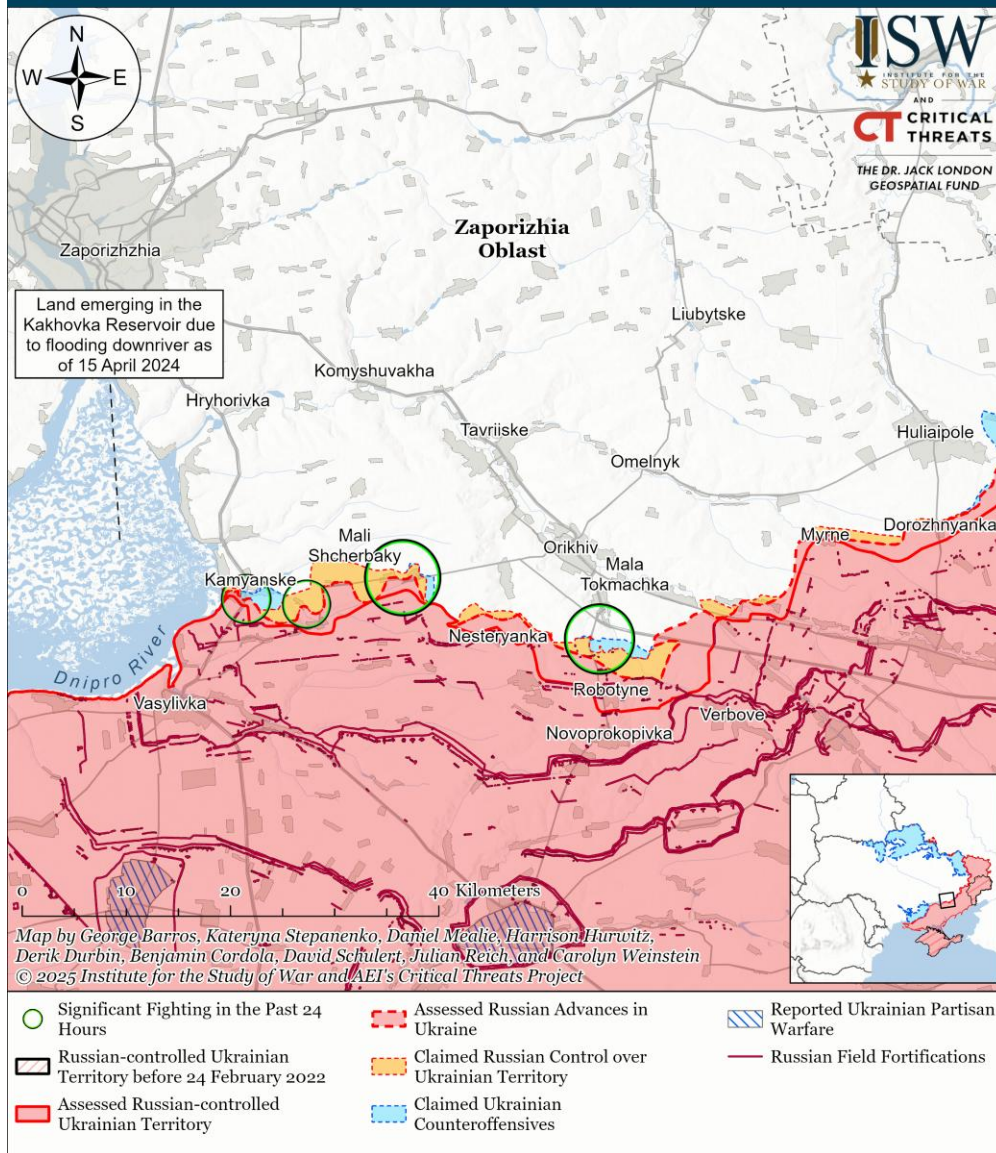 N
W
E
S
ISW
INSTITUTE FOR THE
STUDY OF WAR
AND
CT CRITICAL
THREATS
THE DR. JACK LONDON
GEOSPATIAL FUND
Zaporizhia
Oblast
Zaporizhzhia
Land emerging in the
Kakhovka Reservoir due
to flooding downriver as
of 15 April 2024
Liubytske
Komyshuvakha
Hryhorivka
Tavriiske
Huliaipole
Omelnyk
Mali
Shcherbaky
Orikhiv
Myrne
Dorozhnyanka
Mala
Tokmachka
Kamyanske
Nesteryanka
Dnipro River
Robotyne
Vasylivka
Verbove
Novoprokopivka
0 10 20 40 Kilometers
Map by George Barros, Kateryna Stepanenko, Daniel Mealie, Harrison Hurwitz,
Derik Durbin, Benjamin Cordola, David Schulert, Julian Reich, and Carolyn Weinstein
© 2025 Institute for the Study of War and AEI's Critical Threats Project
Significant Fighting in the Past 24
Hours
Russian-controlled Ukrainian
Territory before 24 February 2022
Assessed Russian-controlled
Ukrainian Territory
Assessed Russian Advances in
Ukraine
Claimed Russian Control over
Ukrainian Territory
Claimed Ukrainian
Counteroffensives
Reported Ukrainian Partisan
Warfare
Russian Field Fortifications